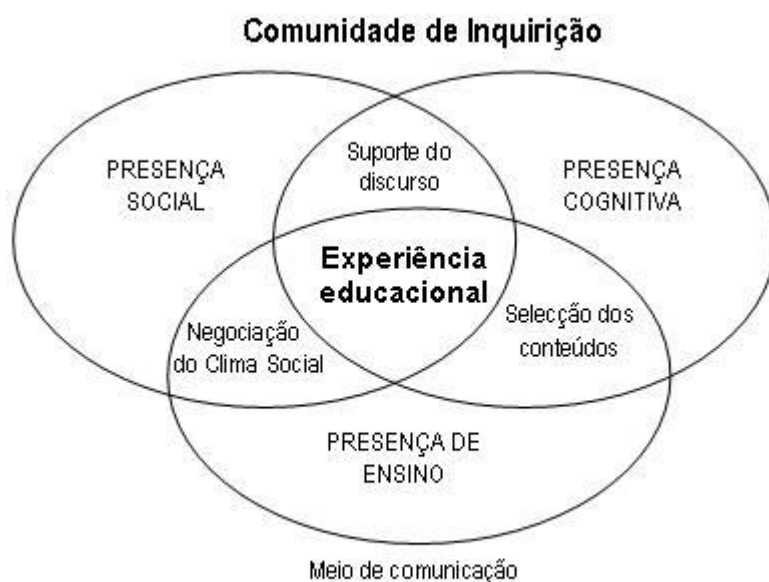 Comunidade de Inquirição
PRESENÇA
SOCIAL
Suporte do
discurso
PRESENÇA
COGNITIVA
Experiência
educacional
Negociação
do Clima Social
Selecção dos
conteúdos
PRESENÇA DE
ENSINO
Meio de comunicação